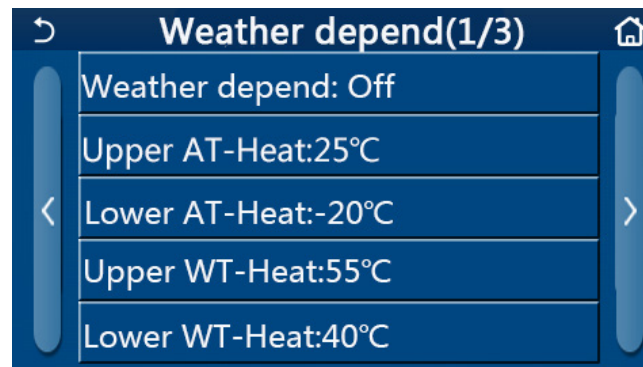 Weather depend(1/3)
Weather depend: Off
Upper AT-Heat:25℃
Lower AT-Heat:-20℃
Upper WT-Heat:55℃
Lower WT-Heat:40℃